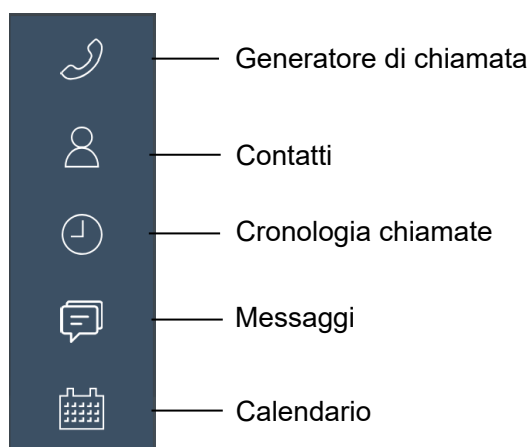 Generatore di chiamata
Contatti
Cronologia chiamate
Messaggi
Calendario